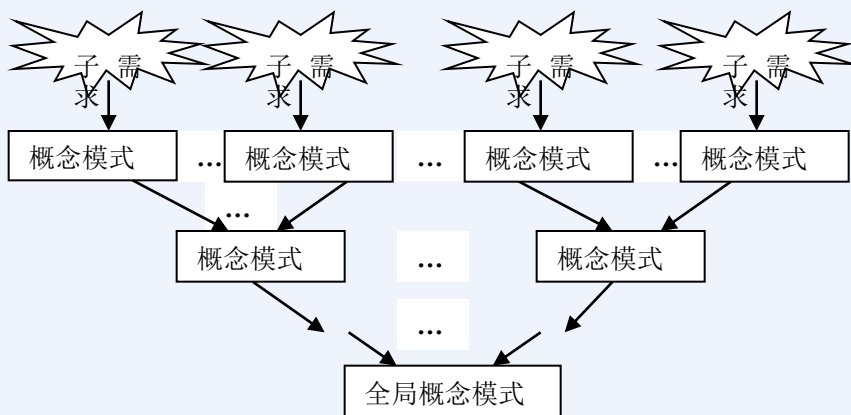 子 需 子 需 子 需 子 需
求 求 求 求
概念模式 … 概念模式 … 概念模式 … 概念模式
…
概念模式 … 概念模式
…
全局概念模式